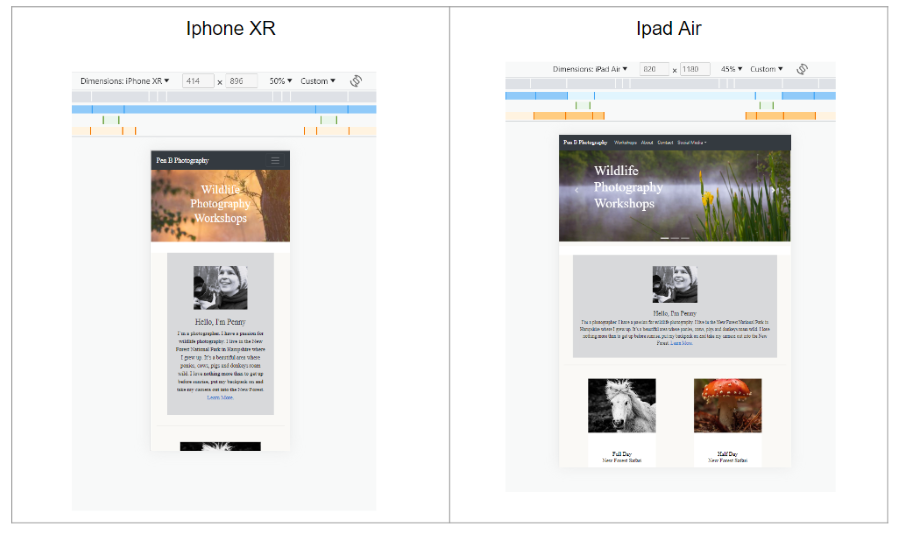 Iphone XR
Dimensions: iPhone XR ▼ 414 x 896 50% ▼ Custom ▼
Pen B Photography
Wildlife
Photography
Workshops
Hello, I'm Penny
I'm a photographer. I have a passion for
wildlife photography. I live in the New
Forest National Park in Hampshire where
I grew up. It's a beautiful area where
ponies, cows, pigs and donkeys roam
wild. I love nothing more than to get up
before sunrise, put my backpack on and
take my camera out into the New Forest.
Learn More.
Ipad Air
Dimensions: iPad Air ▼ 820 x 1180 45% ▼ Custom ▼
Pen B Photography Workshops About Contact Social Media
Wildlife
Photography
Workshops
Hello, I'm Penny
I'm a photographer. I have a passion for wildlife photography. I live in the New Forest National Park in
Hampshire where I grew up. It's a beautiful area where ponies, cows, pigs and donkeys roam wild. I love
nothing more than to get up before sunrise, put my backpack on and take my camera out into the New
Forest. Learn More.
Full Day
New Forest Safari
Half Day
New Forest Safari